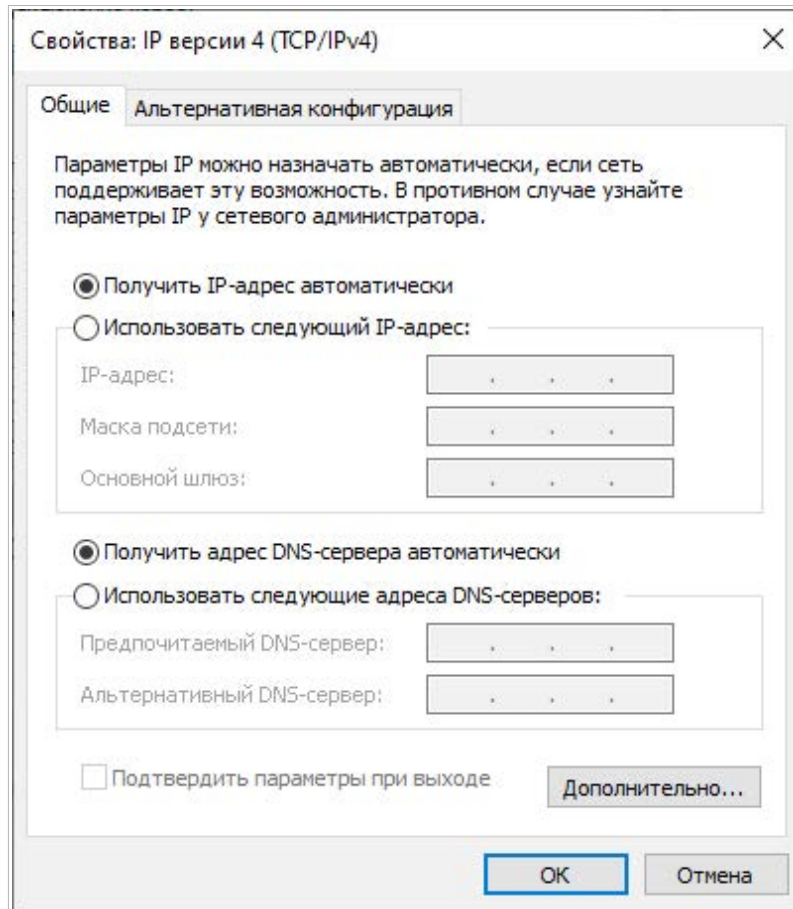 Свойства: IP версии 4 (TCP/IPv4)
Общие
Альтернативная конфигурация
Параметры IP можно назначать автоматически, если сеть
поддерживает эту возможность. В противном случае узнайте
параметры IP у сетевого администратора.
Получить IP-адрес автоматически
Использовать следующий IP-адрес:
IP-адрес:
Маска подсети:
Основной шлюз:
Получить адрес DNS-сервера автоматически
Использовать следующие адреса DNS-серверов:
Предпочитаемый DNS-сервер:
Альтернативный DNS-сервер:
Подтвердить параметры при выходе
Дополнительно...
ОК
Отмена